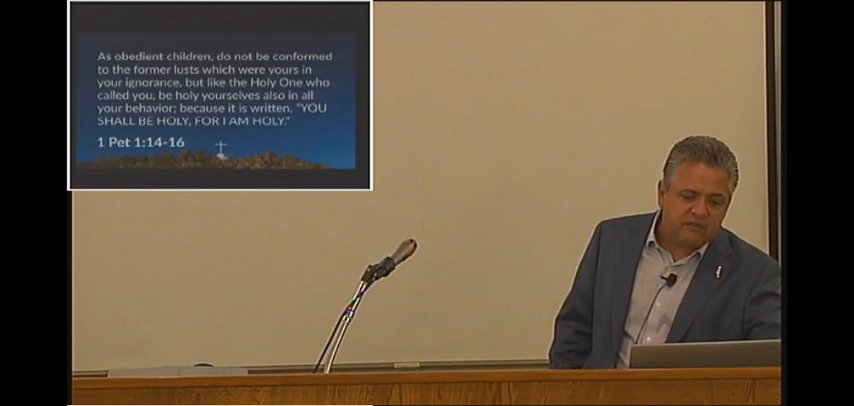 As obedient children, do not be conformed
to the former lusts which were yours in
your ignorance, but like the Holy One who
called you, be holy yourselves also in all
your behavior; because it is written, "YOU
SHALL BE HOLY, FOR I AM HOLY."
1 Pet 1:14-16